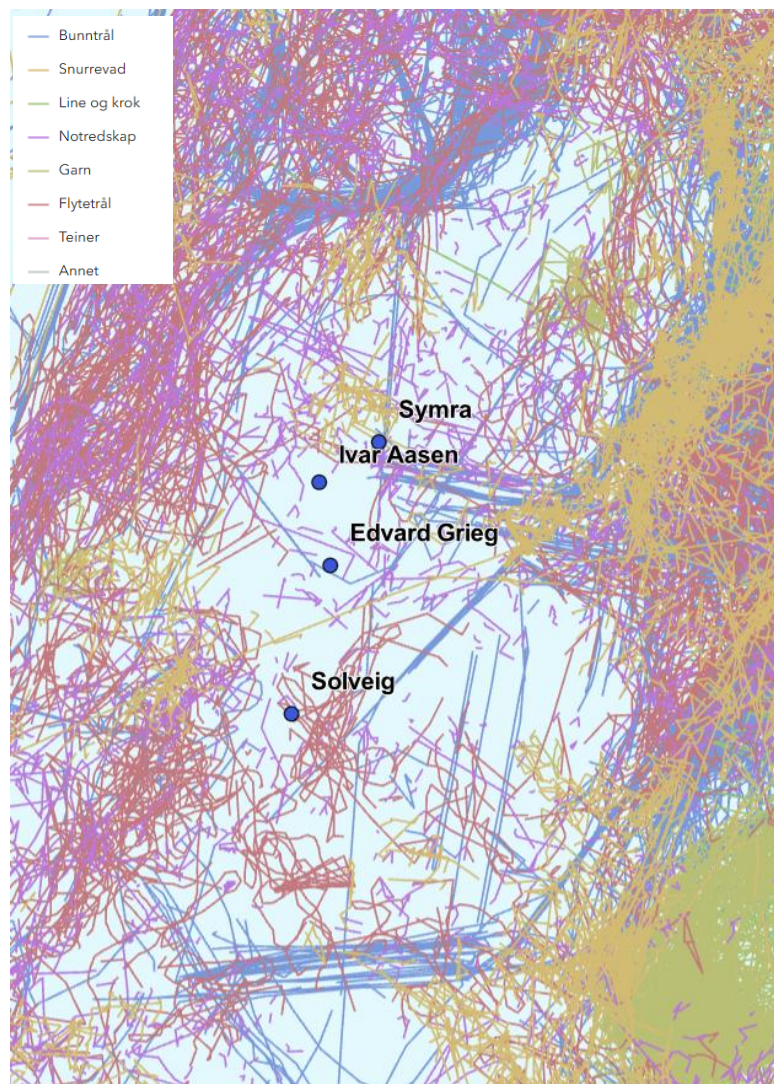 Bunntrål
Snurrevad
Line og krok
Notredskap
Garn
Flytetrål
Teiner
Annet
Symra
Ivar Aasen
Edvard Grieg
Solveig